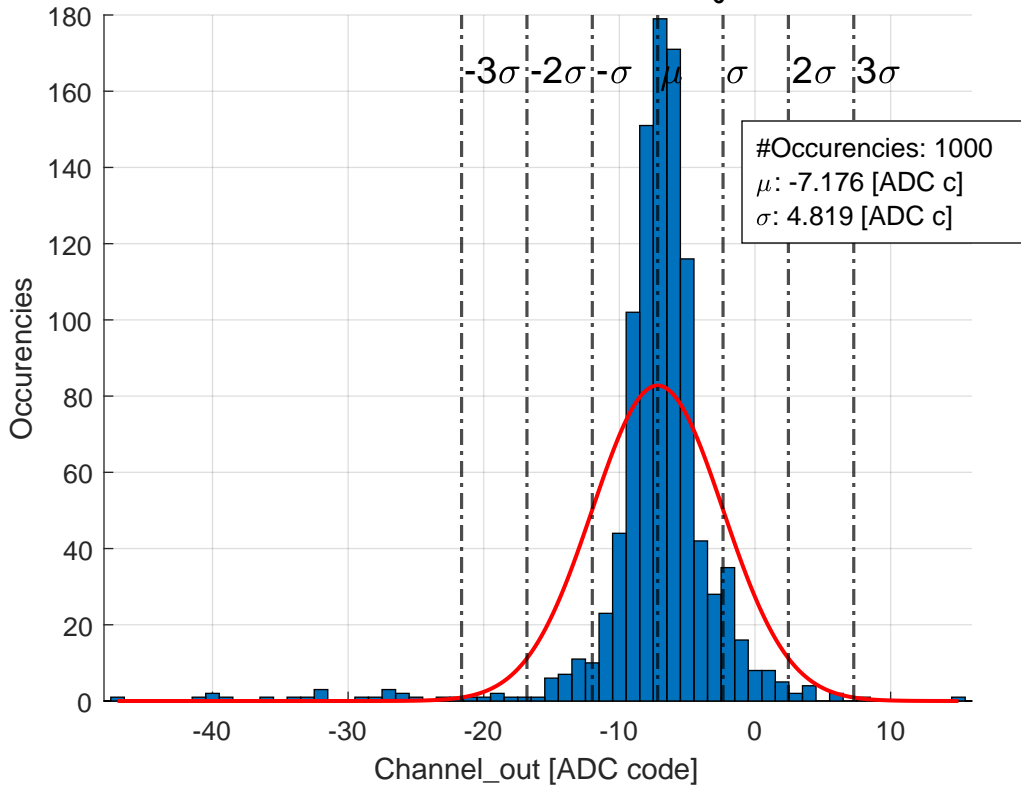 180
160
140
120
100
80
60
40
20
0
-3σ -2σ -σ μ σ 2σ 3σ
#Occurencies: 1000
μ: -7.176 [ADC c]
σ: 4.819 [ADC c]
Occurencies
-40 -30 -20 -10 0 10
Channel_out [ADC code]